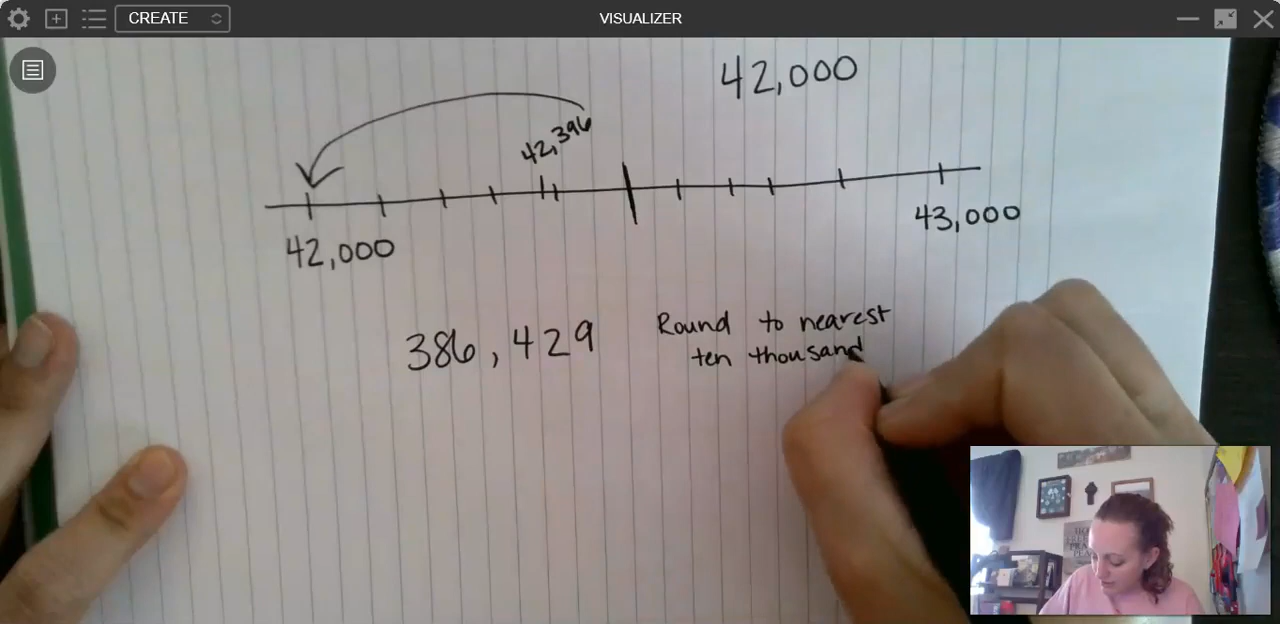 CREATE
VISUALIZER
42,000
42,396
42,000
43,000
386,429
Round to nearest
ten thousand